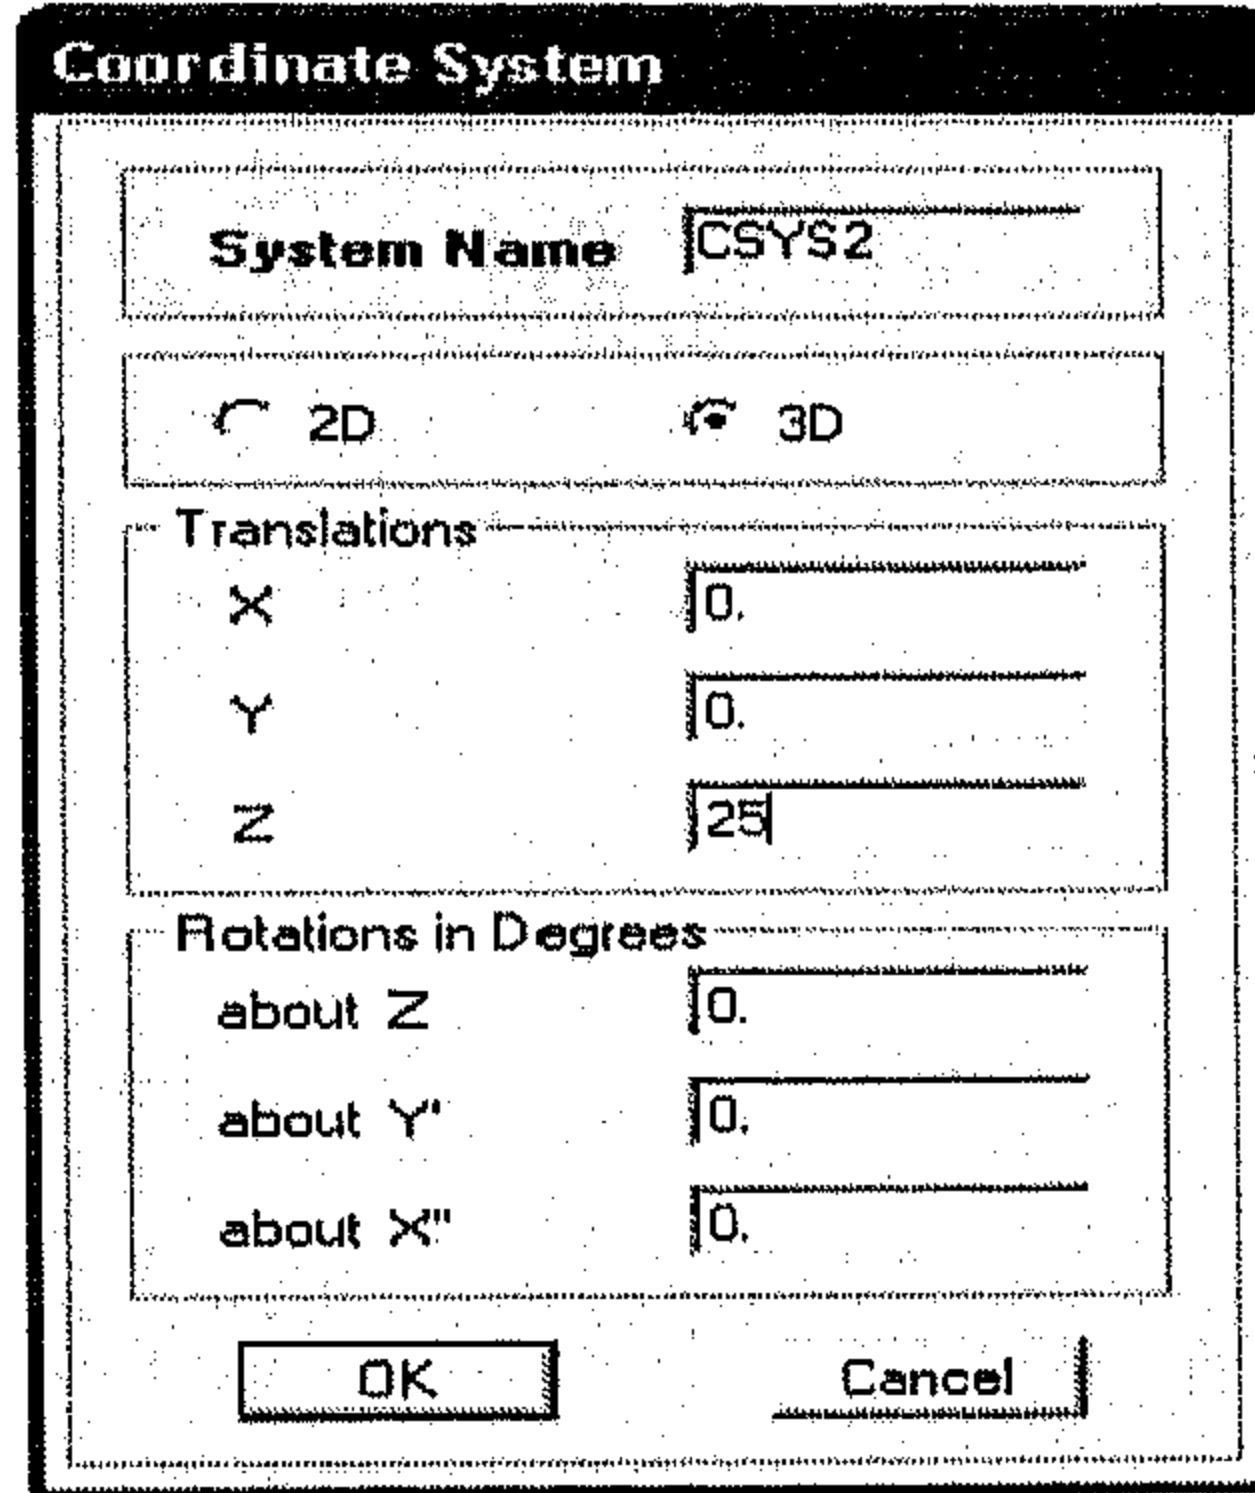 Coordinate System
System Name CSYS2
2D 3D
Translations
X 0.
Y 0.
Z 25
Rotations in Degrees
about Z 0.
about Y' 0.
about X" 0.
OK Cancel